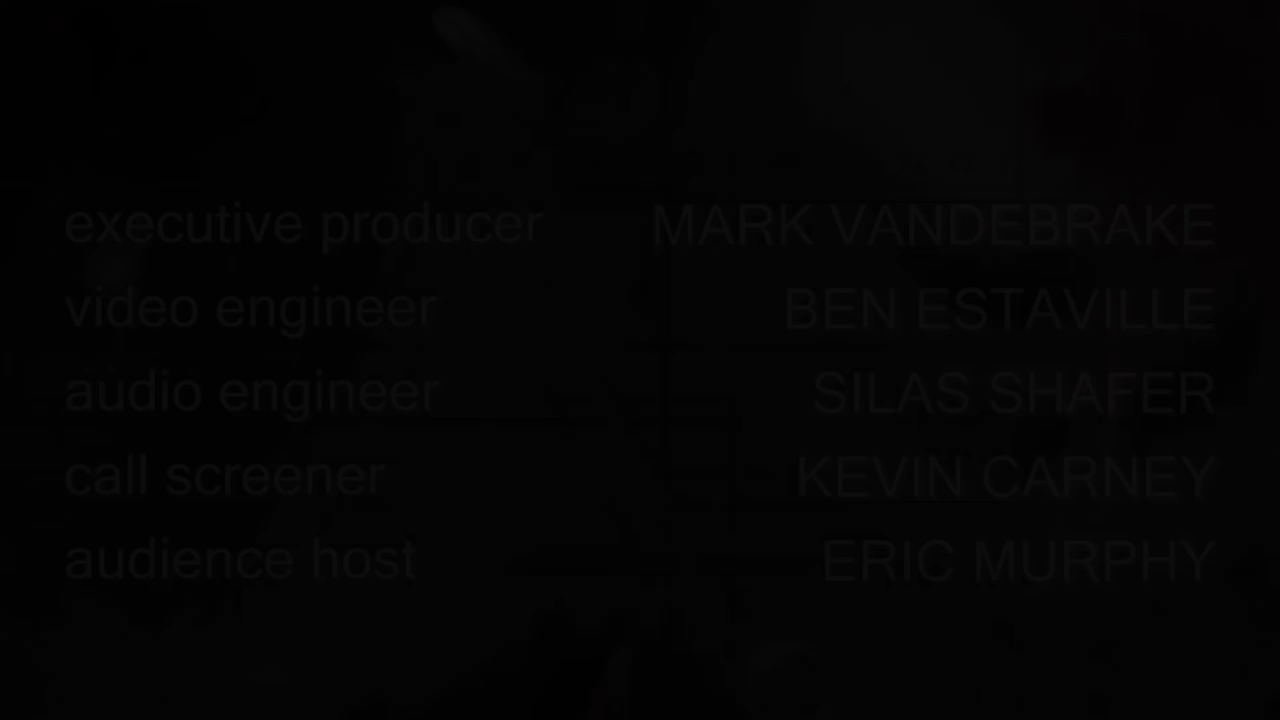 executive producer MARK VANDEBRAKE
video engineer BEN ESTAVILLE
audio engineer SILAS SHAFER
call screener KEVIN CARNEY
audience host ERIC MURPHY